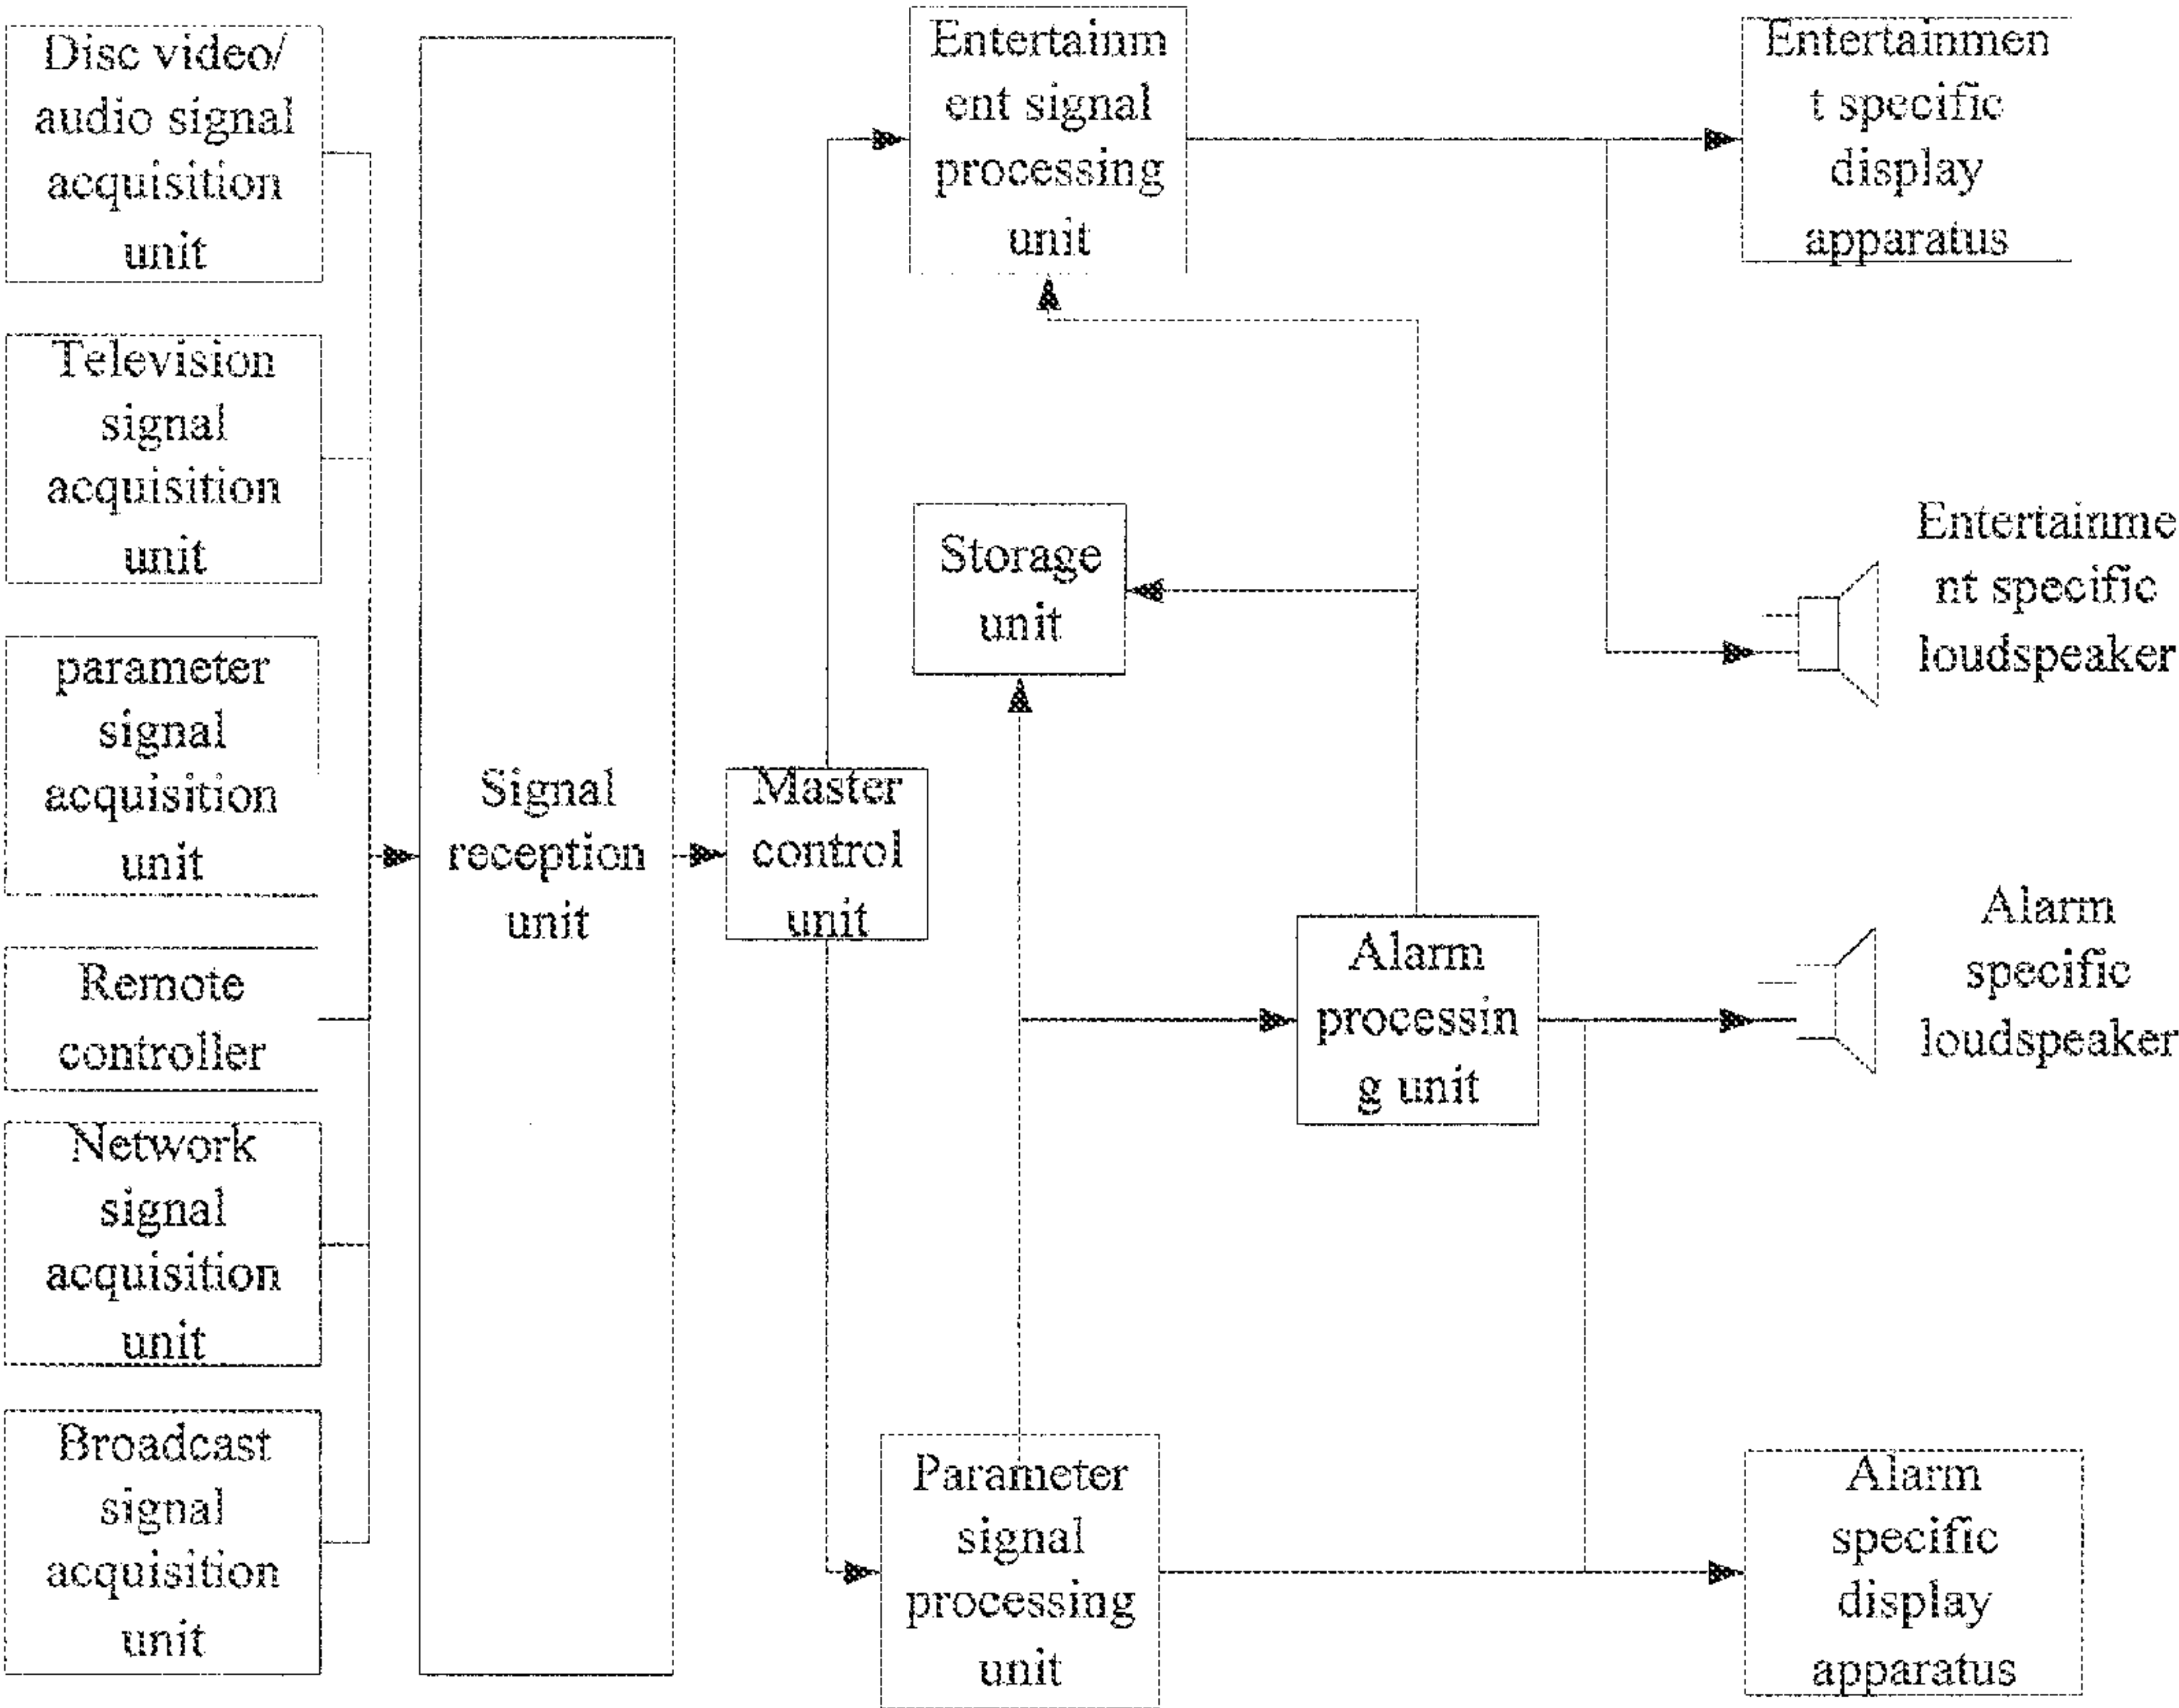 Disc video/
audio signal
acquisition
unit
Television
signal
acquisition
unit
parameter
signal
acquisition
unit
Remote
controller
Network
signal
acquisition
unit
Broadcast
signal
acquisition
unit
Signal
reception
unit
Master
control
unit
Entertainm
ent signal
processing
unit
Storage
unit
Alarm
processin
g unit
Parameter
signal
processing
unit
Entertainmen
t specific
display
apparatus
Entertainme
nt specific
loudspeaker
Alarm
specific
loudspeaker
Alarm
specific
display
apparatus